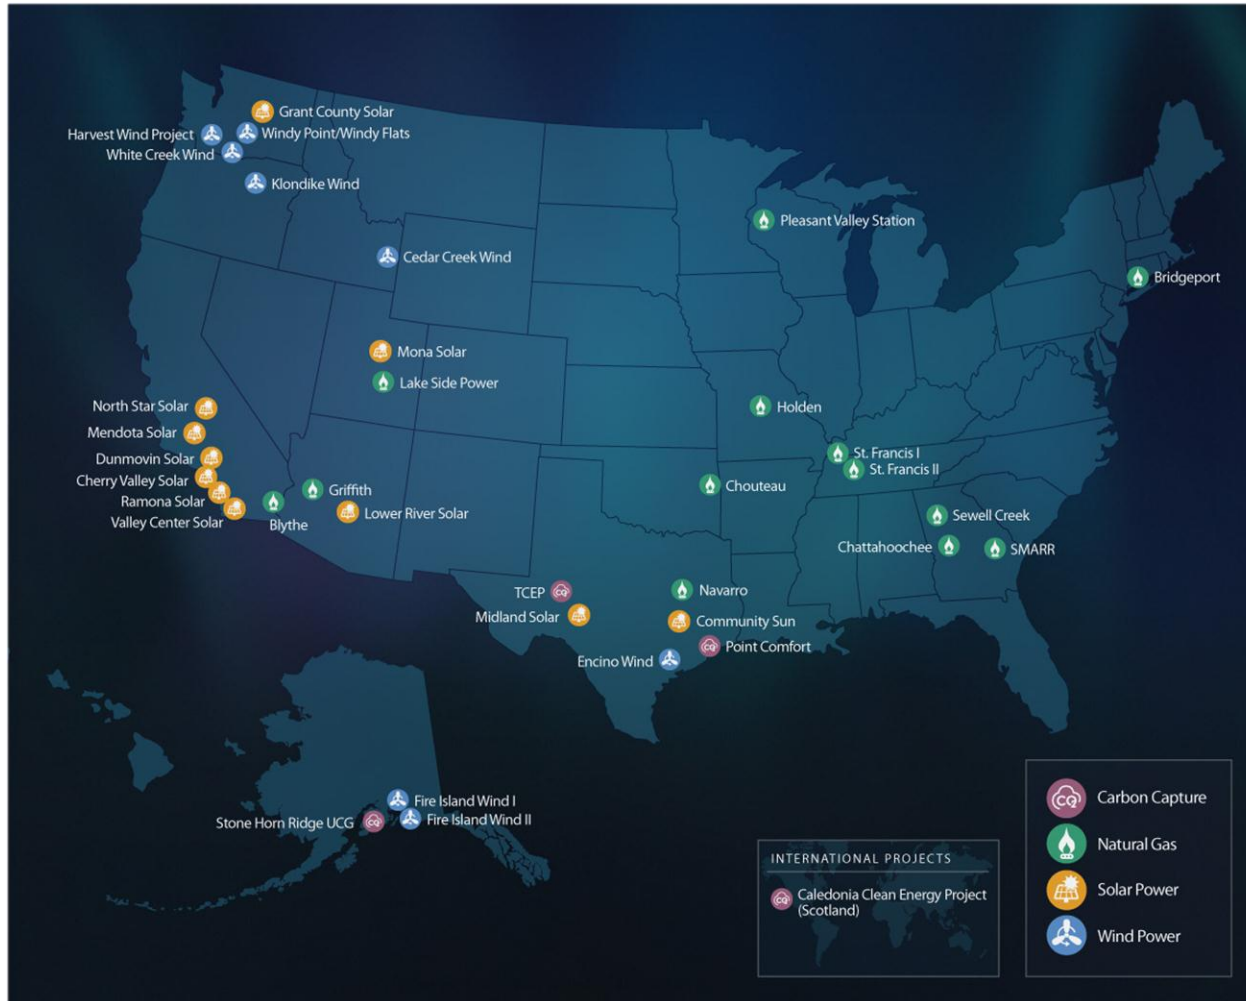 Grant County Solar
Harvest Wind Project
Windy Point/Windy Flats
White Creek Wind
Klondike Wind
Pleasant Valley Station
Cedar Creek Wind
Bridgeport
Mona Solar
Lake Side Power
North Star Solar
Holden
Mendota Solar
Dunmovin Solar
St. Francis I
St. Francis II
Cherry Valley Solar
Chouteau
Griffith
Ramona Solar
Lower River Solar
Valley Center Solar
Blythe
Sewell Creek
Chattahoochee
SMARR
TCEP
Navarro
Midland Solar
Community Sun
Point Comfort
Encino Wind
Fire Island Wind I
Stone Horn Ridge UCG
Fire Island Wind II
CO2
Carbon Capture
Natural Gas
Solar Power
Wind Power
INTERNATIONAL PROJECTS
Caledonia Clean Energy Project
(Scotland)